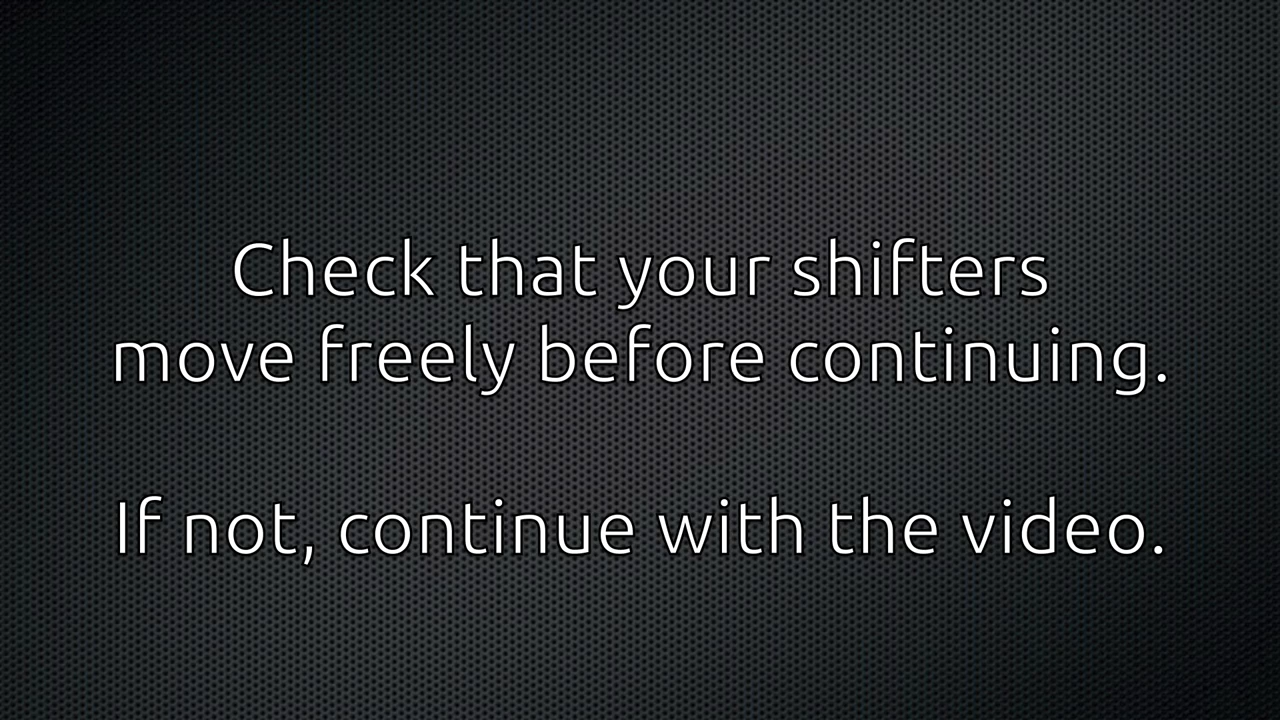 Check that your shifters
move freely before continuing.
If not, continue with the video.